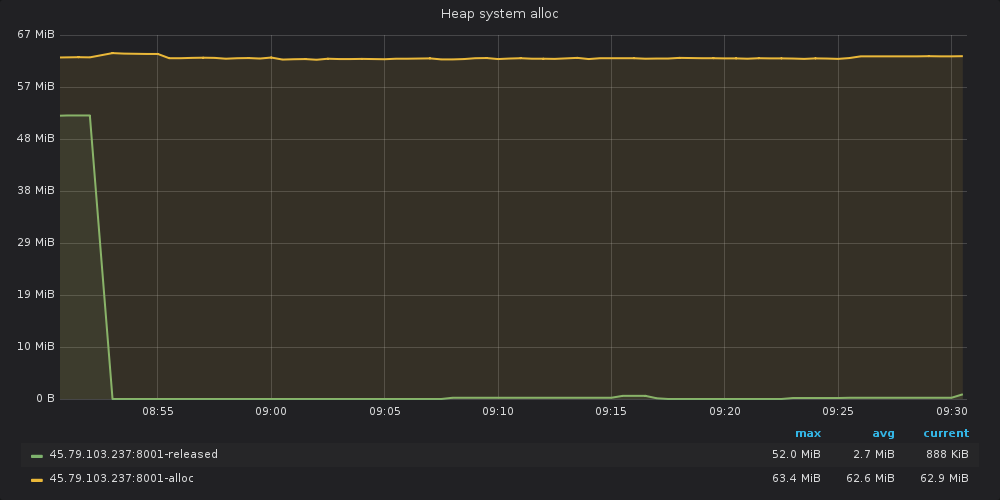 Heap system alloc
67 MiB
57 MiB
48 MiB
38 MiB
29 MiB
19 MiB
10 MiB
0 B
08:55 09:00 09:05 09:10 09:15 09:20 09:25 09:30
max avg current
45.79.103.237:8001-released 52.0 MiB 2.7 MiB 888 KiB
45.79.103.237:8001-alloc 63.4 MiB 62.6 MiB 62.9 MiB